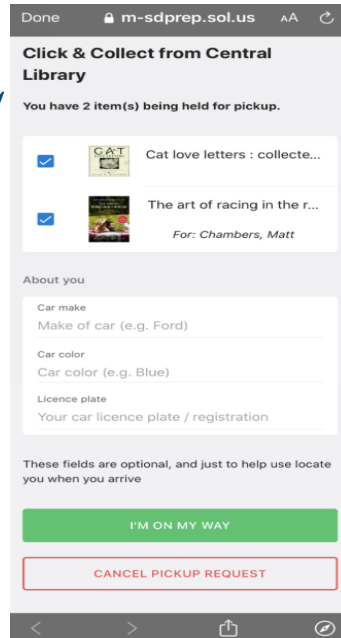 Done
m-sdprep.sol.us
AA
Click & Collect from Central
Library
You have 2 item(s) being held for pickup.
CAT
Cat love letters : collecte...
The art of racing in the r...
For: Chambers, Matt
About you
Car make
Make of car (e.g. Ford)
Car color
Car color (e.g. Blue)
Licence plate
Your car licence plate / registration
These fields are optional, and just to help use locate
you when you arrive
I'M ON MY WAY
CANCEL PICKUP REQUEST